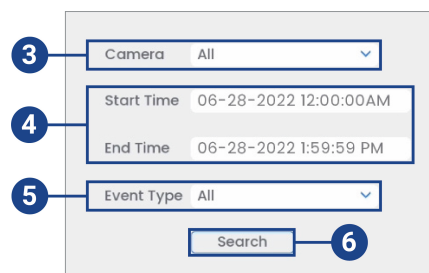 3 Camera All
Start Time 06-28-2022 12:00:00AM
4
End Time 06-28-2022 1:59:59 PM
5 Event Type All
Search 6